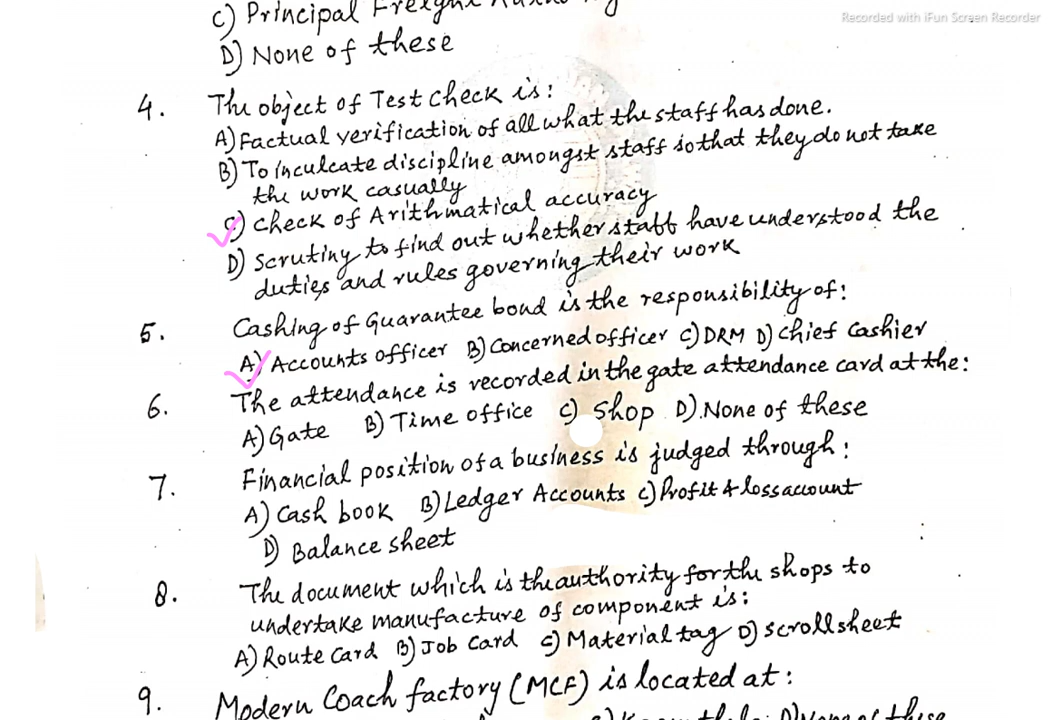 Recorded with iFun Screen Recorder
C) Principal
D) None of these
4. The object of Test Check is:
A) Factual verification of all what the staff has done.
B) To inculcate discipline amongst staff so that they do not take
the work casually
C) Check of Arithmatical accuracy
D) Scrutiny to find out whether staff have understood the
duties and rules governing their work
5. Cashing of Guarantee bond is the responsibility of:
A) Accounts officer B) Concerned officer C) DRM D) Chief Cashier
6. The attendance is recorded in the gate attendance card at the:
A) Gate B) Time office C) Shop D) None of these
7. Financial position of a business is judged through:
A) Cash book B) Ledger Accounts C) Profit & loss account
D) Balance sheet
8. The document which is the authority for the shops to
undertake manufacture of component is:
A) Route Card B) Job Card C) Material tag D) Scroll sheet
9. Modern Coach factory (MCF) is located at: